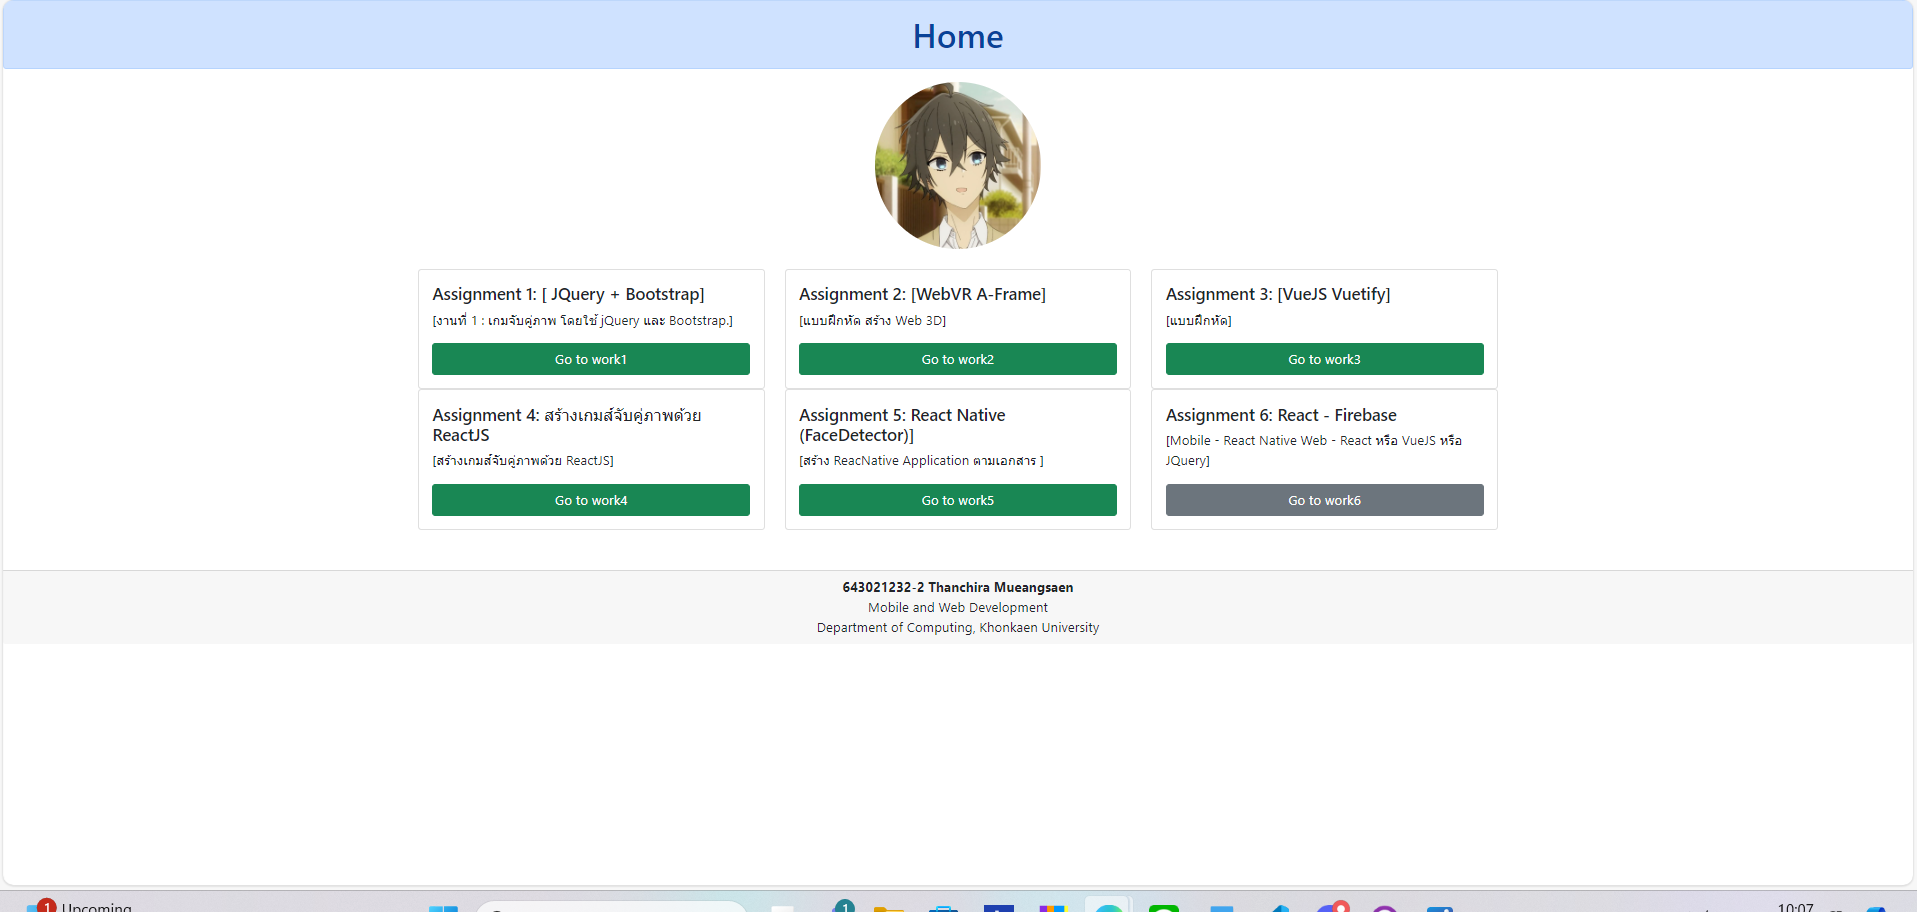 Home
Assignment 1: [ JQuery + Bootstrap]
[งานที่ 1 : เกมจับคู่ภาพ โดยใช้ jQuery และ Bootstrap.]
Go to work1
Assignment 2: [WebVR A-Frame]
[แบบฝึกหัด สร้าง Web 3D]
Go to work2
Assignment 3: [VueJS Vuetify]
[แบบฝึกหัด]
Go to work3
Assignment 4: สร้างเกมส์จับคู่ภาพด้วย
ReactJS
[สร้างเกมส์จับคู่ภาพด้วย ReactJS]
Go to work4
Assignment 5: React Native
(FaceDetector)]
[สร้าง ReacNative Application ตามเอกสาร ]
Go to work5
Assignment 6: React - Firebase
[Mobile - React Native Web - React หรือ VueJS หรือ
JQuery]
Go to work6
643021232-2 Thanchira Mueangsaen
Mobile and Web Development
Department of Computing, Khonkaen University
1
Upcoming
1
10:07